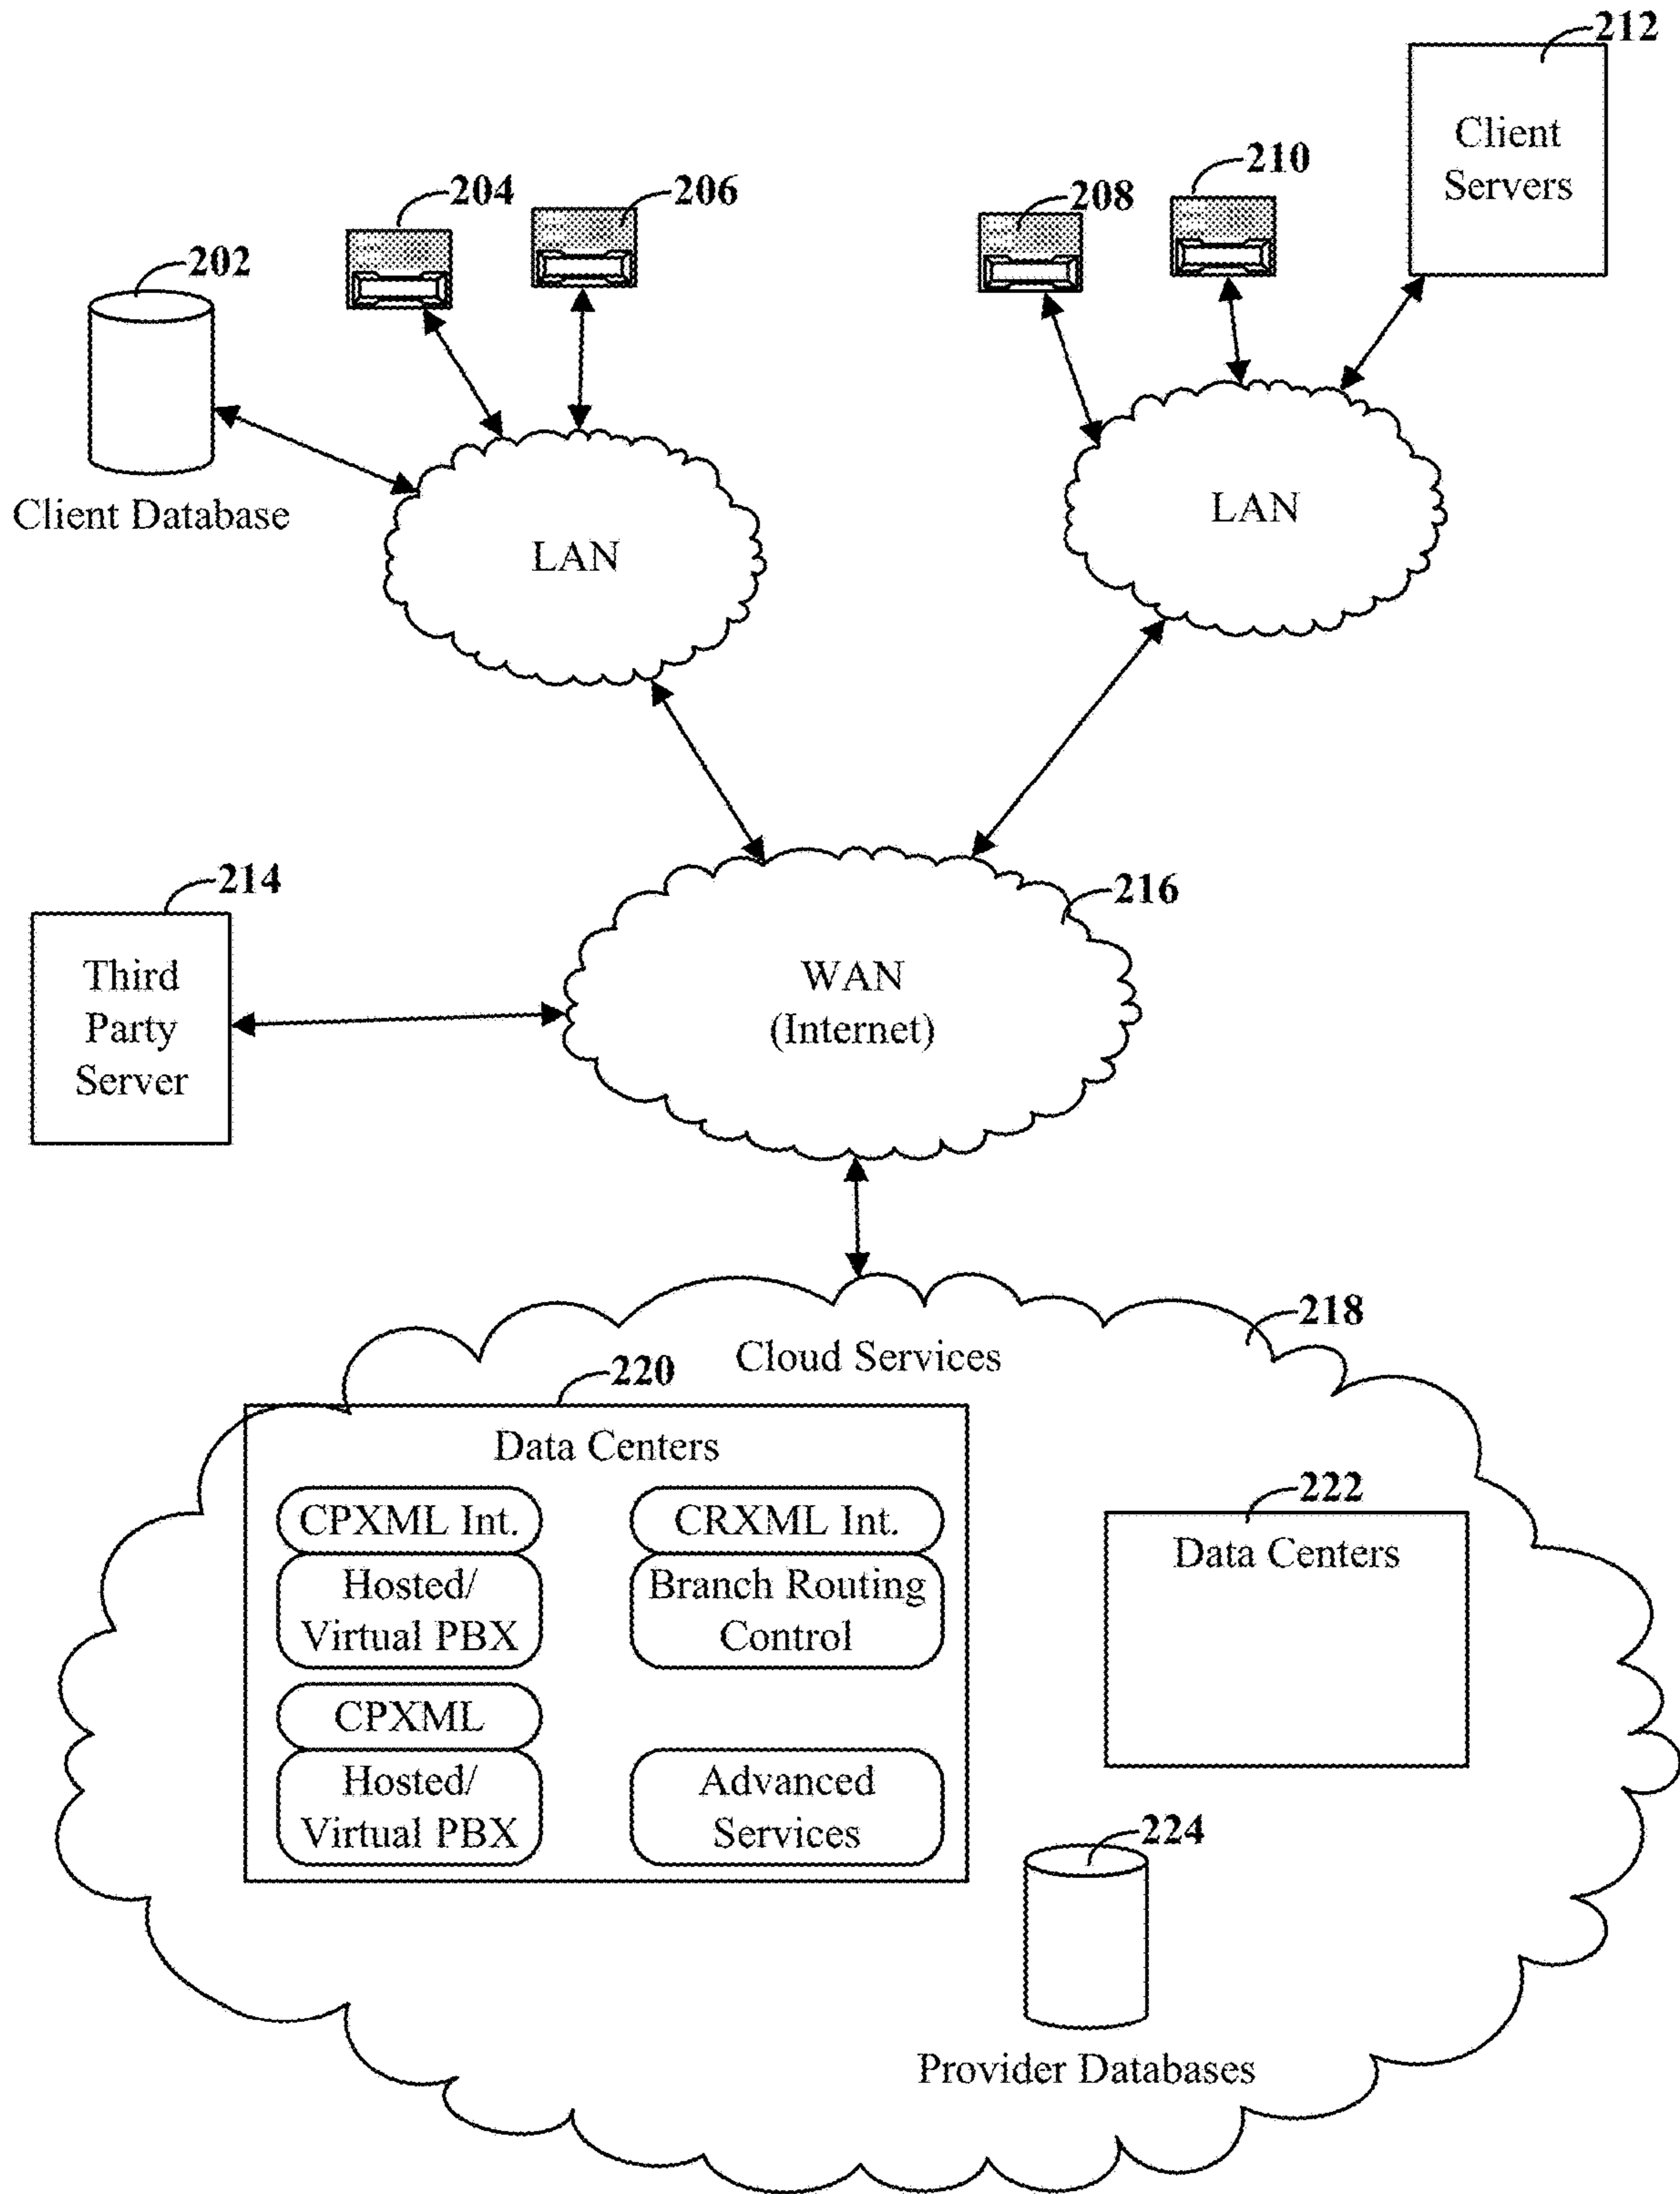 212
Client
Servers
204
206
208
210
202
Client Database
LAN
LAN
214
Third
Party
Server
216
WAN
(Internet)
218
Cloud Services
220
Data Centers
CPXML Int.
CRXML Int.
Hosted/
Virtual PBX
Branch Routing
Control
CPXML
Hosted/
Virtual PBX
Advanced
Services
222
Data Centers
224
Provider Databases